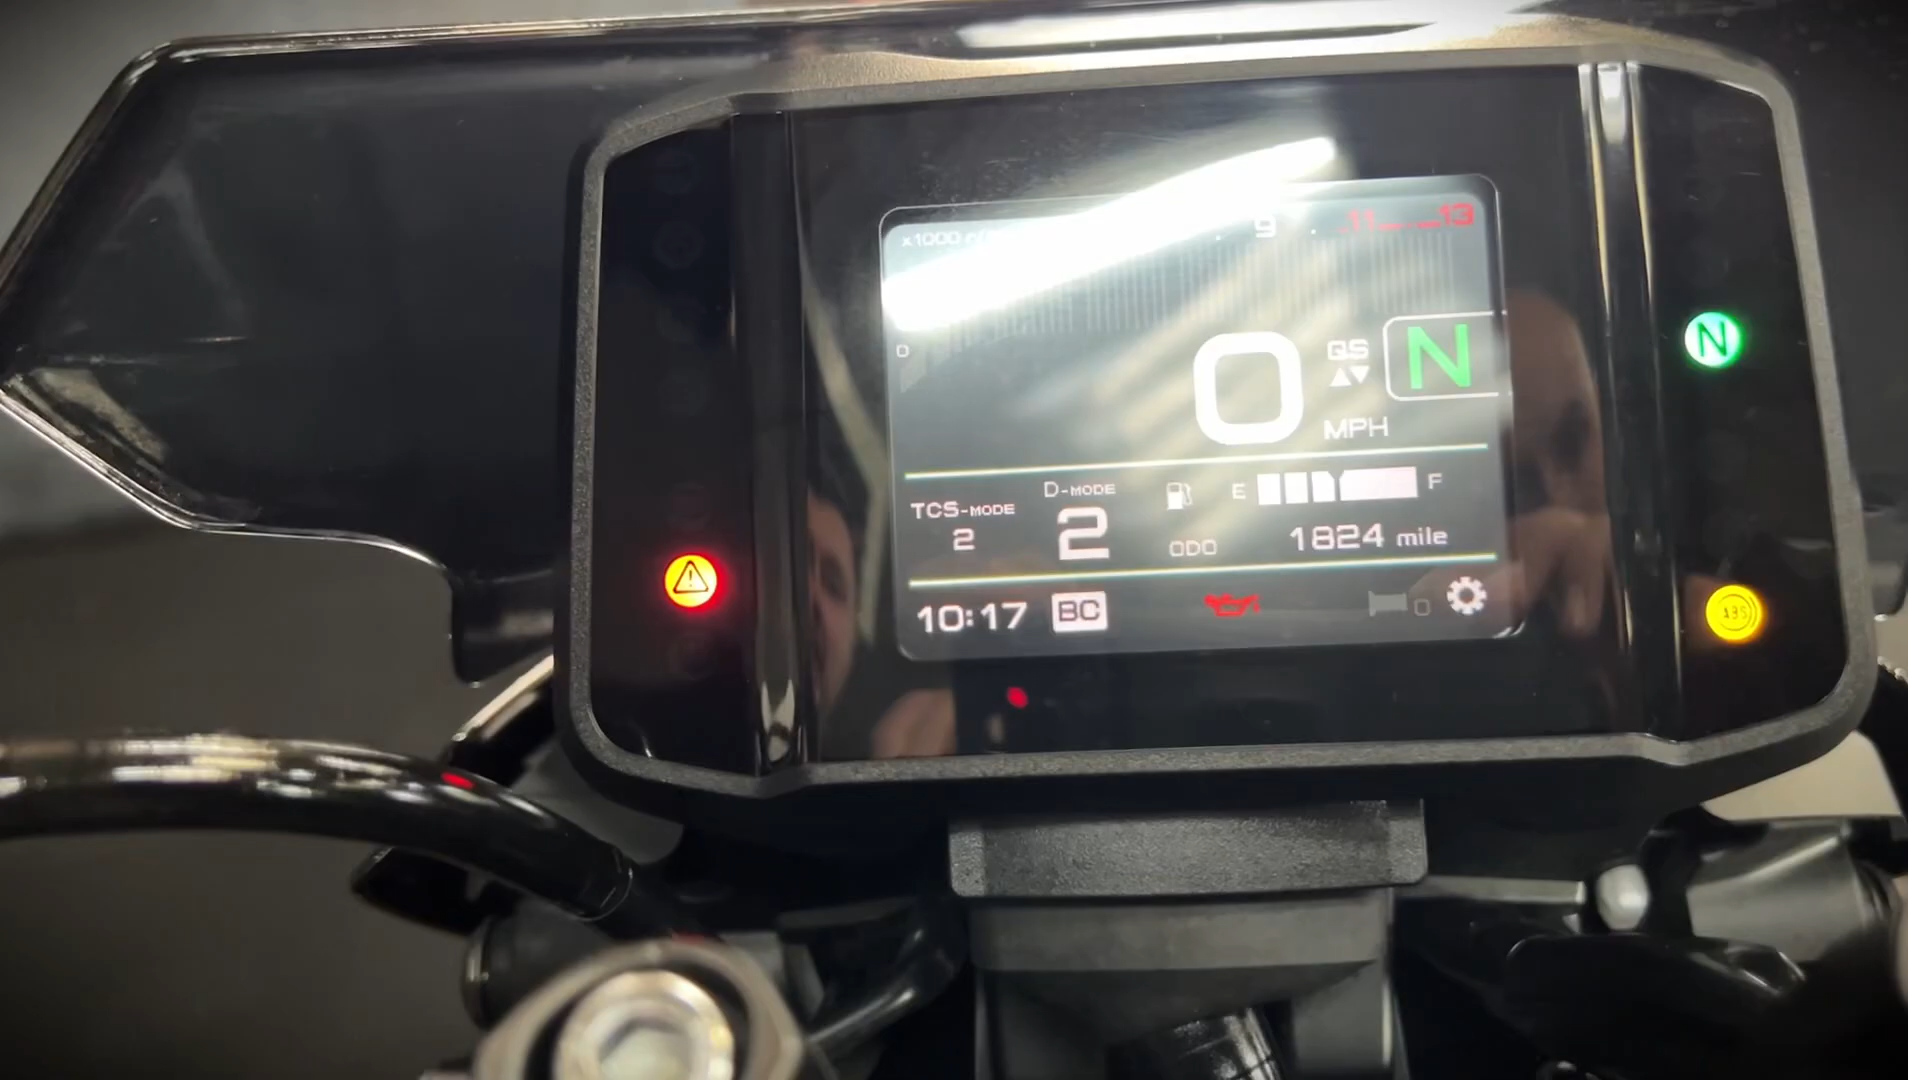 x1000
9 11 13
0
QS
N
N
MPH
D-MODE
TCS-MODE
2
2
E
F
ODO
1824 mile
10:17
BC
0
ABS